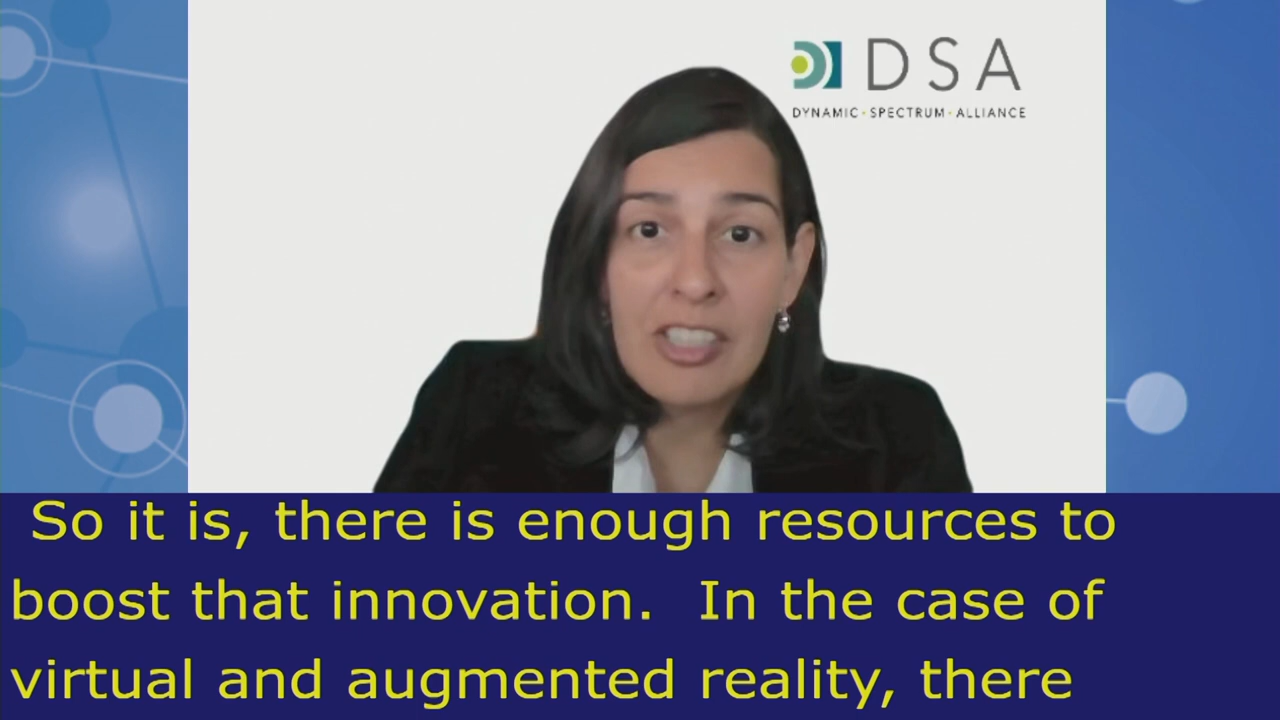 DSA
DYNAMIC·SPECTRUM·ALLIANCE
So it is, there is enough resources to
boost that innovation.  In the case of
virtual and augmented reality, there